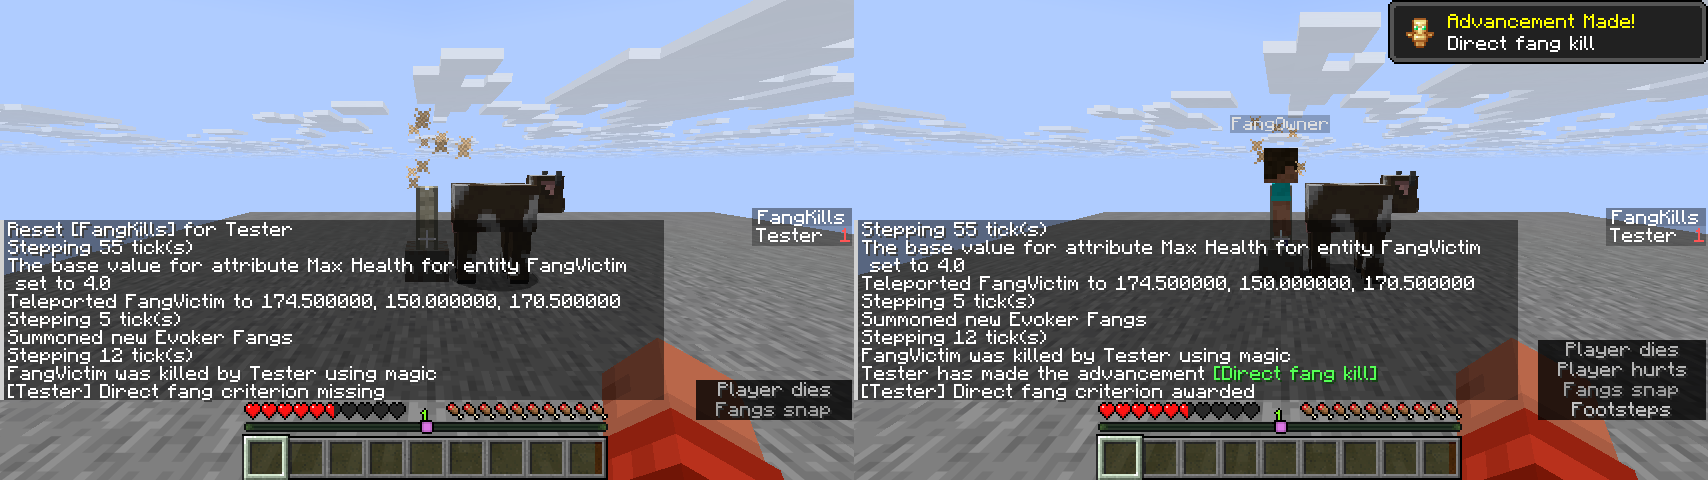 Reset [FangKills] for Tester
Stepping 55 tick(s)
The base value for attribute Max Health for entity FangVictim
set to 4.0
Teleported FangVictim to 174.500000, 150.000000, 170.500000
Stepping 5 tick(s)
Summoned new Evoker Fangs
Stepping 12 tick(s)
FangVictim was killed by Tester using magic
[Tester] Direct fang criterion missing
FangKills
Tester 1
Player dies
Fangs snap
1
Advancement Made!
Direct fang kill
FangOwner
Stepping 55 tick(s)
The base value for attribute Max Health for entity FangVictim
set to 4.0
Teleported FangVictim to 174.500000, 150.000000, 170.500000
Stepping 5 tick(s)
Summoned new Evoker Fangs
Stepping 12 tick(s)
FangVictim was killed by Tester using magic
Tester has made the advancement [Direct fang kill]
[Tester] Direct fang criterion awarded
FangKills
Tester 1
Player dies
Player hurts
Fangs snap
Footsteps
1